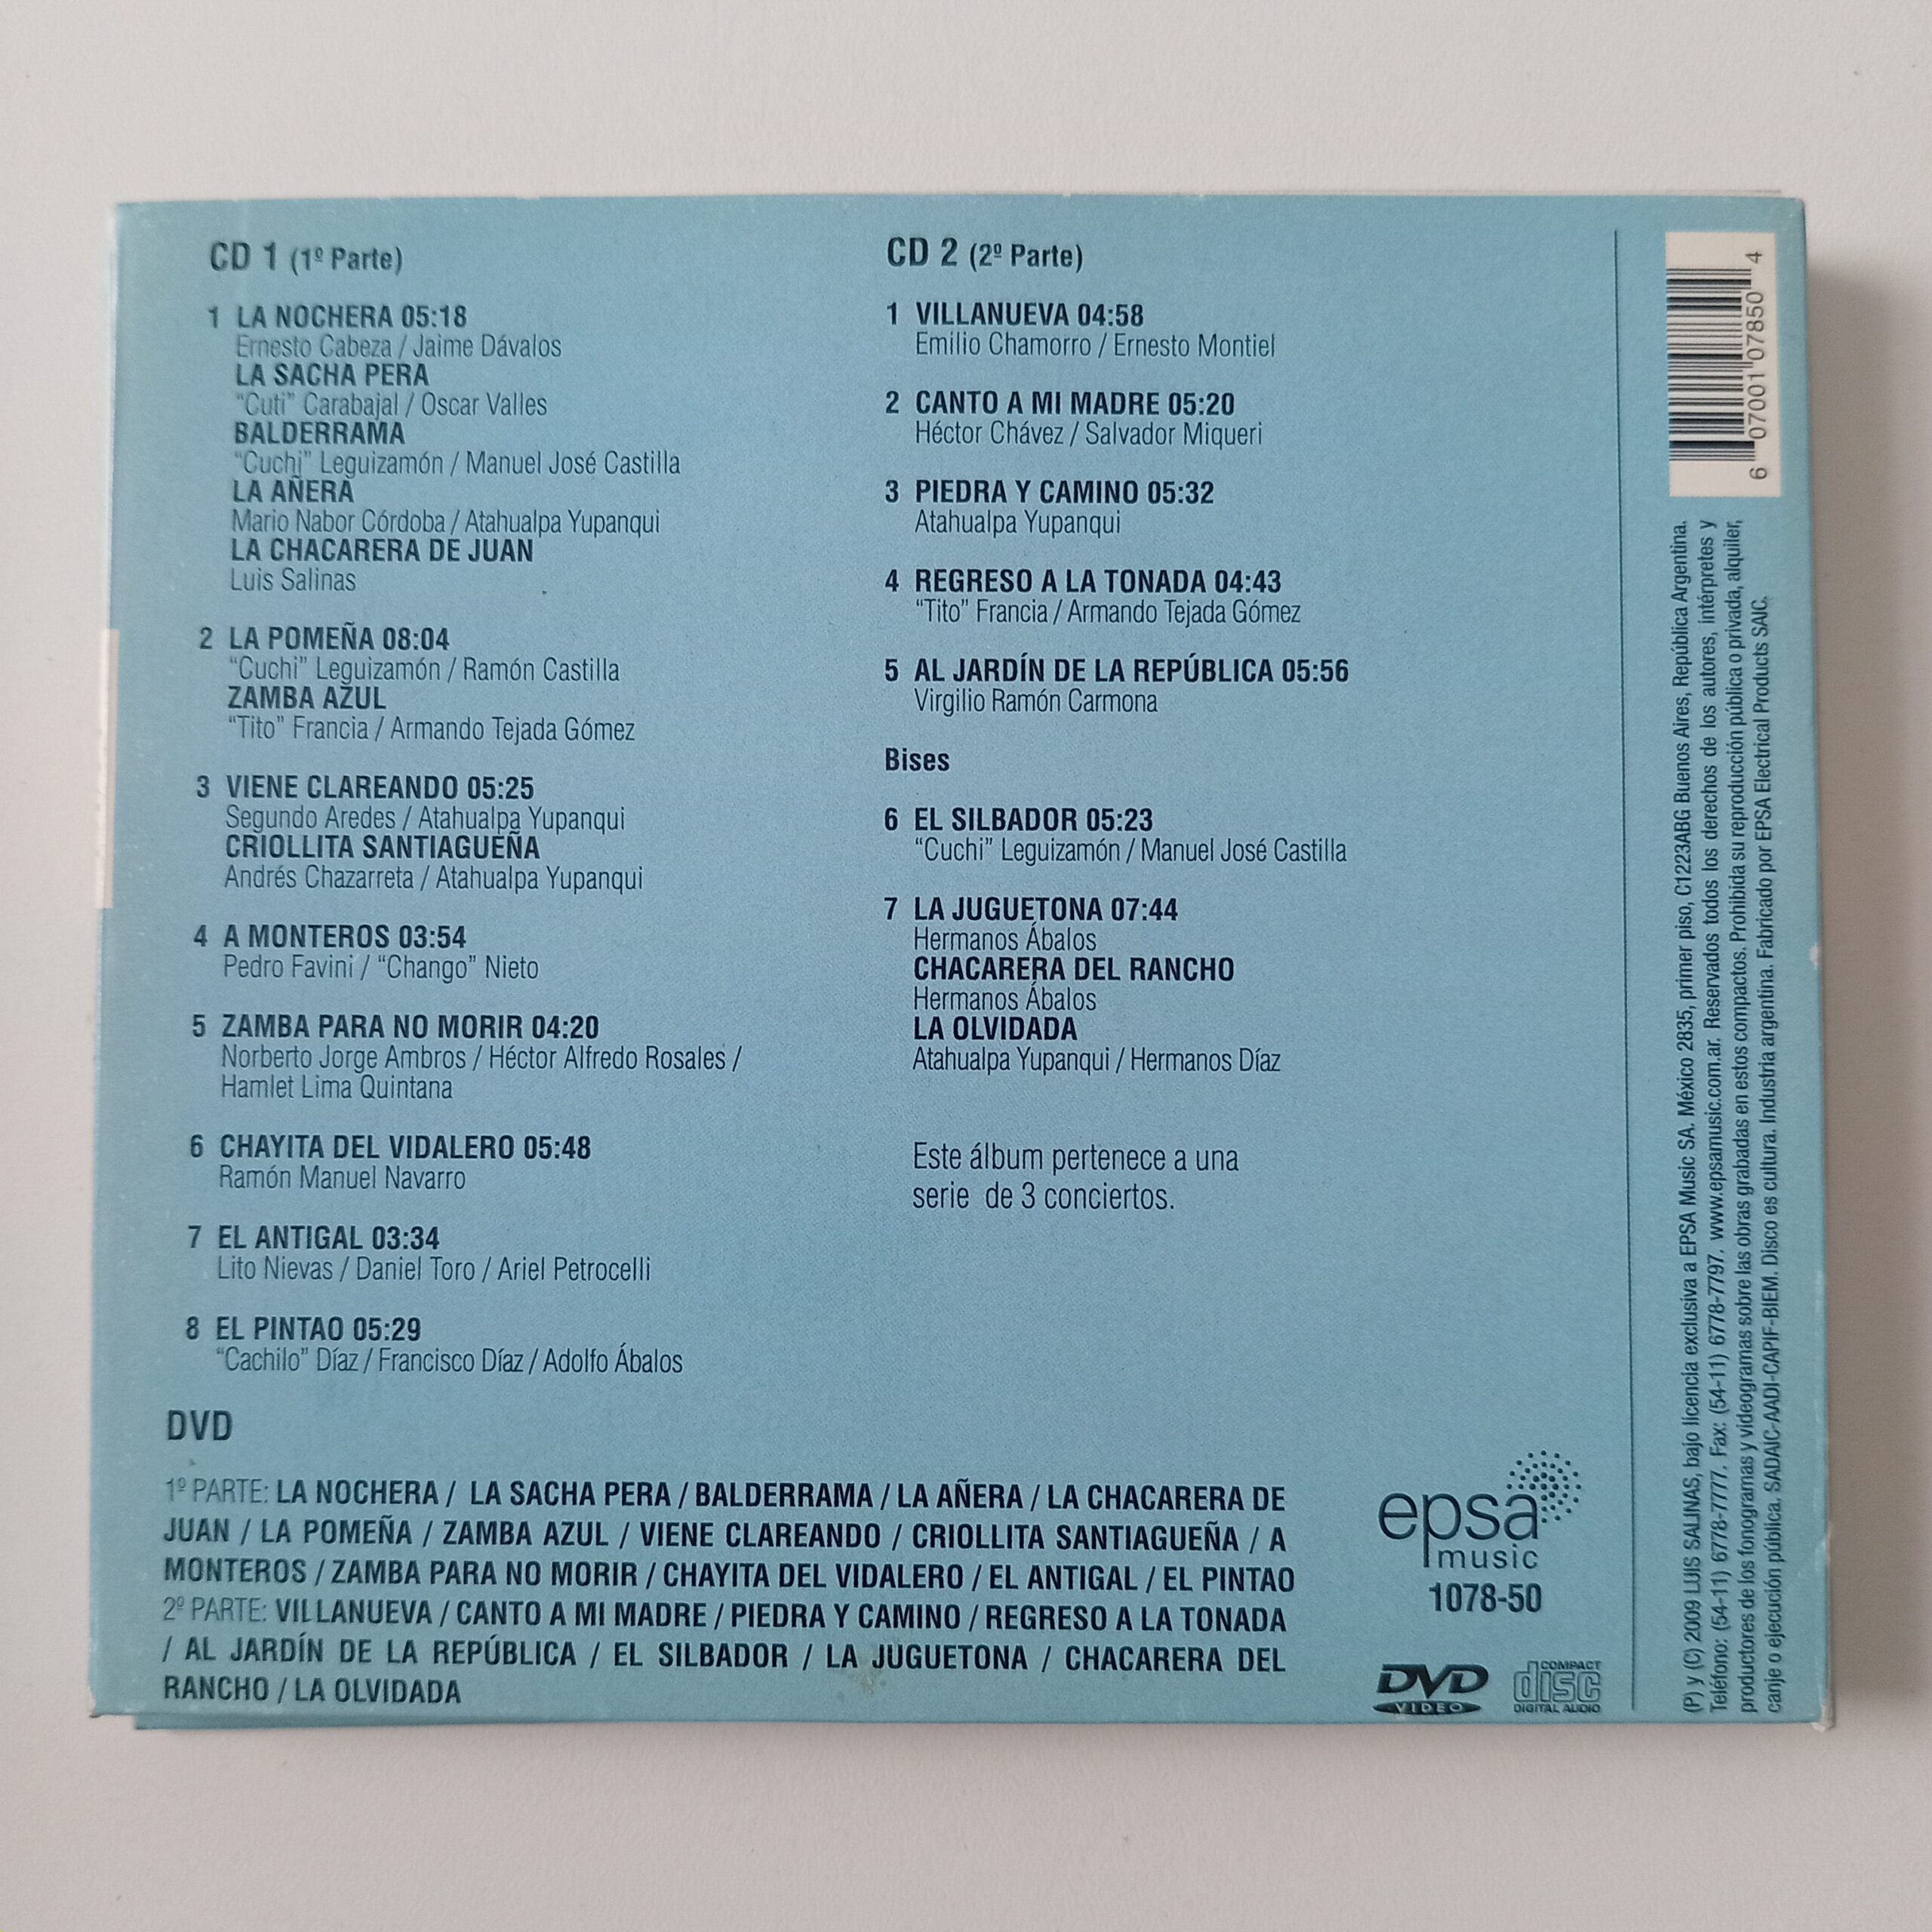 CD 1 (1º Parte)
1 LA NOCHERA 05:18
Ernesto Cabeza / Jaime Dávalos
LA SACHA PERA
“Cuti” Carabajal / Oscar Valles
BALDERRAMA
“Cuchi” Leguizamón / Manuel José Castilla
LA AÑERA
Mario Nabor Córdoba / Atahualpa Yupanqui
LA CHACARERA DE JUAN
Luis Salinas
2 LA POMEÑA 08:04
“Cuchi” Leguizamón / Ramón Castilla
ZAMBA AZUL
“Tito” Francia / Armando Tejada Gómez
3 VIENE CLAREANDO 05:25
Segundo Aredes / Atahualpa Yupanqui
CRIOLLITA SANTIAGUEÑA
Andrés Chazarreta / Atahualpa Yupanqui
4 A MONTEROS 03:54
Pedro Favini / “Chango” Nieto
5 ZAMBA PARA NO MORIR 04:20
Norberto Jorge Ambros / Héctor Alfredo Rosales /
Hamlet Lima Quintana
6 CHAYITA DEL VIDALERO 05:48
Ramón Manuel Navarro
7 EL ANTIGAL 03:34
Lito Nievas / Daniel Toro / Ariel Petrocelli
8 EL PINTAO 05:29
“Cachilo” Díaz / Francisco Díaz / Adolfo Ábalos
CD 2 (2º Parte)
1 VILLANUEVA 04:58
Emilio Chamorro / Ernesto Montiel
2 CANTO A MI MADRE 05:20
Héctor Chávez / Salvador Miqueri
3 PIEDRA Y CAMINO 05:32
Atahualpa Yupanqui
4 REGRESO A LA TONADA 04:43
“Tito” Francia / Armando Tejada Gómez
5 AL JARDÍN DE LA REPÚBLICA 05:56
Virgilio Ramón Carmona
Bises
6 EL SILBADOR 05:23
“Cuchi” Leguizamón / Manuel José Castilla
7 LA JUGUETONA 07:44
Hermanos Ábalos
CHACARERA DEL RANCHO
Hermanos Ábalos
LA OLVIDADA
Atahualpa Yupanqui / Hermanos Díaz
Este álbum pertenece a una
serie de 3 conciertos.
DVD
1º PARTE: LA NOCHERA / LA SACHA PERA / BALDERRAMA / LA AÑERA / LA CHACARERA DE
JUAN / LA POMEÑA / ZAMBA AZUL / VIENE CLAREANDO / CRIOLLITA SANTIAGUEÑA / A
MONTEROS / ZAMBA PARA NO MORIR / CHAYITA DEL VIDALERO / EL ANTIGAL / EL PINTAO
2º PARTE: VILLANUEVA / CANTO A MI MADRE / PIEDRA Y CAMINO / REGRESO A LA TONADA
/ AL JARDÍN DE LA REPÚBLICA / EL SILBADOR / LA JUGUETONA / CHACARERA DEL
RANCHO / LA OLVIDADA
epsa
music
1078-50
DVD
VIDEO
COMPACT
disc
DIGITAL AUDIO
6 07001 07850 4
(P) y (C) 2009 LUIS SALINAS, bajo licencia exclusiva a EPSA Music SA. México 2835, primer piso, C1223ABG Buenos Aires, República Argentina.
Teléfono: (54-11) 6778-7777. Fax: (54-11) 6778-7797. www.epsamusic.com.ar. Reservados todos los derechos de los autores, intérpretes y
productores de los fonogramas y videogramas sobre las obras grabadas en estos compactos. Prohibida su reproducción pública o privada, alquiler,
canje o ejecución pública. SADAIC-AADI-CAPIF-BIEM. Disco es cultura. Industria argentina. Fabricado por EPSA Electrical Products SAIC.